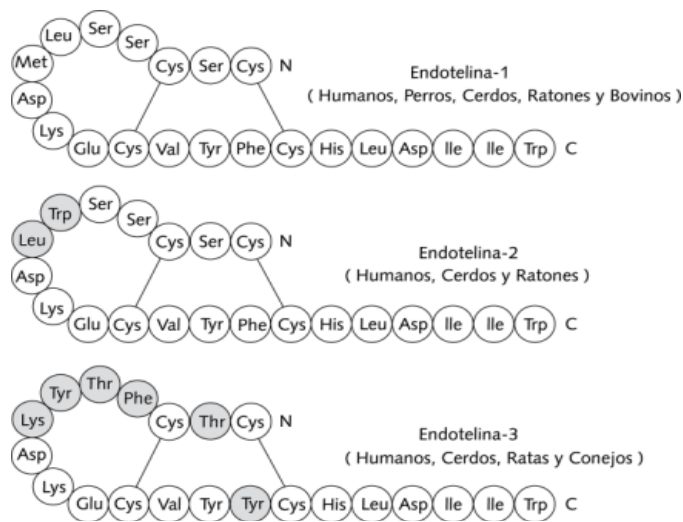 Leu Ser Ser
Met Cys Ser Cys N
Asp
Lys
Glu Cys Val Tyr Phe Cys His Leu Asp Ile Ile Trp C
Endotelina-1
( Humanos, Perros, Cerdos, Ratones y Bovinos )
Trp Ser Ser
Leu Cys Ser Cys N
Asp
Lys
Glu Cys Val Tyr Phe Cys His Leu Asp Ile Ile Trp C
Endotelina-2
( Humanos, Cerdos y Ratones )
Tyr Thr Phe
Lys Cys Thr Cys N
Asp
Lys
Glu Cys Val Tyr Tyr Cys His Leu Asp Ile Ile Trp C
Endotelina-3
( Humanos, Cerdos, Ratas y Conejos )